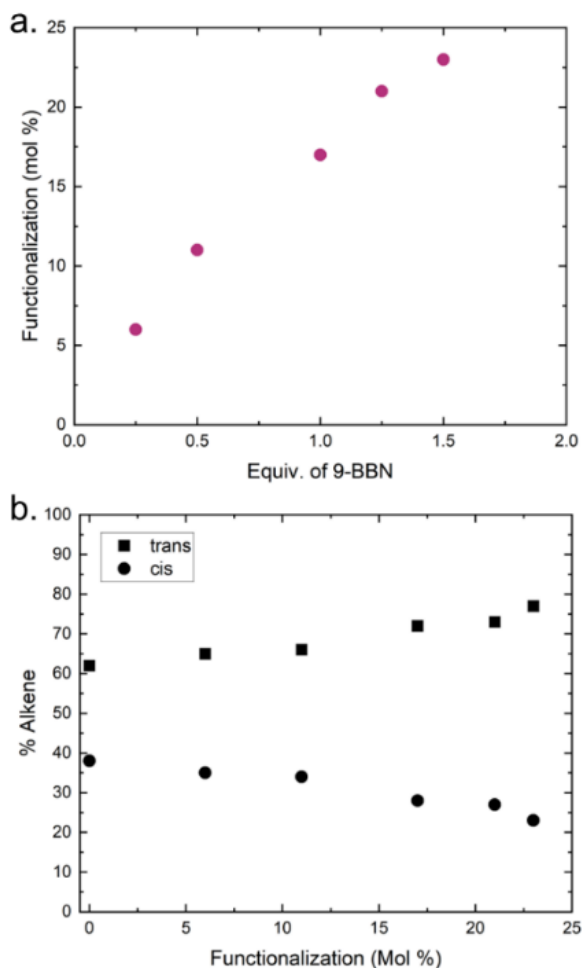 a.
Functionalization (mol %)
25
20
15
10
5
0
0.0 0.5 1.0 1.5 2.0
Equiv. of 9-BBN
b.
trans
cis
% Alkene
100
90
80
70
60
50
40
30
20
10
0
0 5 10 15 20 25
Functionalization (Mol %)